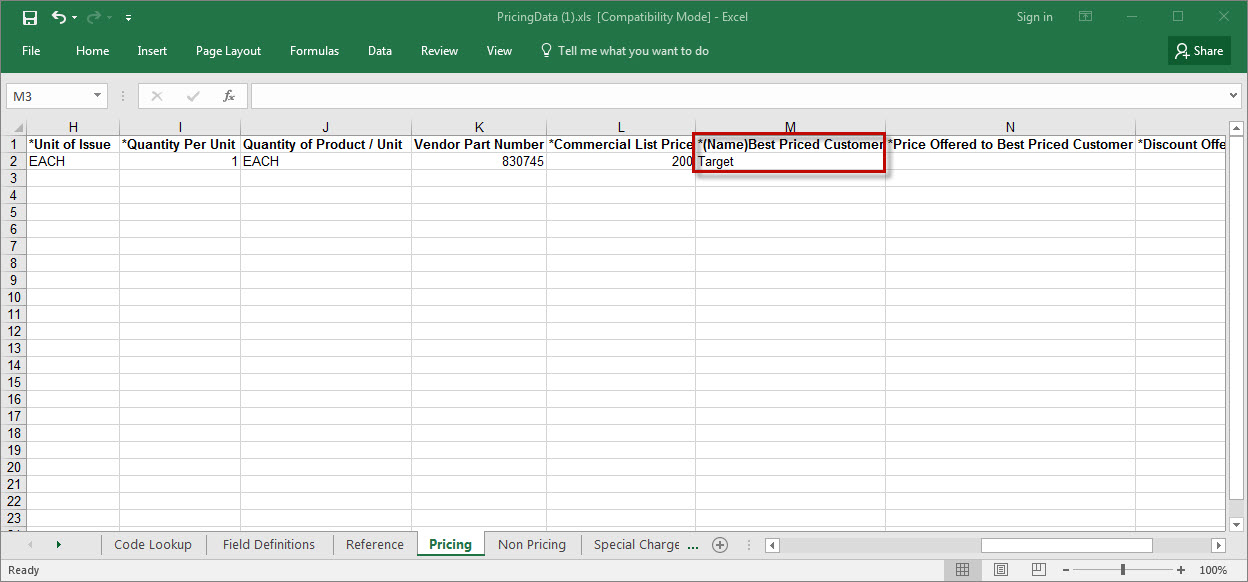 PricingData (1).xls [Compatibility Mode] - Excel Sign in
File Home Insert Page Layout Formulas Data Review View Tell me what you want to do Share
M3 fx
H I J K L M N
1 *Unit of Issue *Quantity Per Unit Quantity of Product / Unit Vendor Part Number *Commercial List Price *(Name)Best Priced Customer *Price Offered to Best Priced Customer *Discount Offe
2 EACH 1 EACH 830745 200 Target
3
4
5
6
7
8
9
10
11
12
13
14
15
16
17
18
19
20
21
22
23
Code Lookup Field Definitions Reference Pricing Non Pricing Special Charge ...
Ready 100%